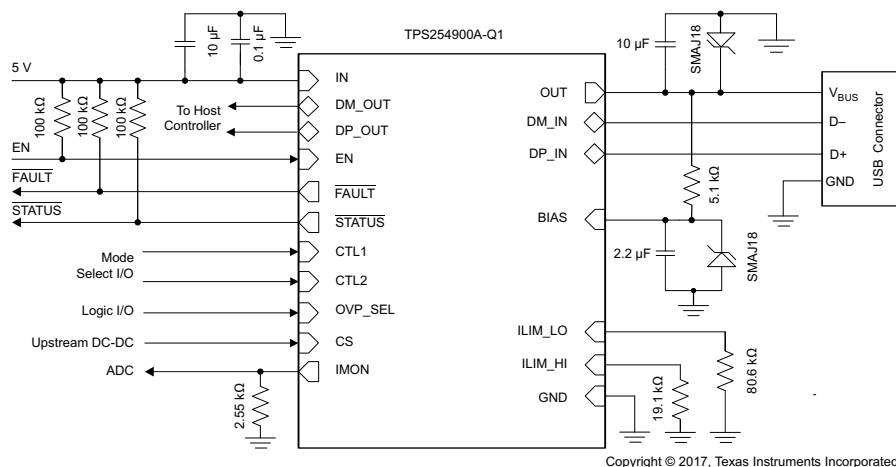 TPS254900A-Q1
10 µF
0.1 µF
10 µF
SMAJ18
5 V
100 kΩ
100 kΩ
100 kΩ
IN
OUT
VBUS
To Host
Controller
DM_OUT
DM_IN
D–
DP_OUT
DP_IN
D+
EN
EN
GND
USB Connector
FAULT
FAULT
5.1 kΩ
STATUS
STATUS
BIAS
2.2 µF
SMAJ18
Mode
Select I/O
CTL1
CTL2
Logic I/O
OVP_SEL
ILIM_LO
Upstream DC-DC
CS
ILIM_HI
ADC
IMON
GND
2.55 kΩ
19.1 kΩ
80.6 kΩ
Copyright © 2017, Texas Instruments Incorporated